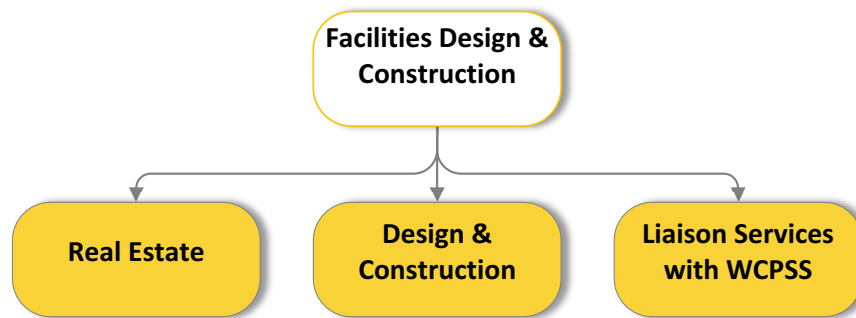 Facilities Design &
Construction
Real Estate
Design &
Construction
Liaison Services
with WCPSS